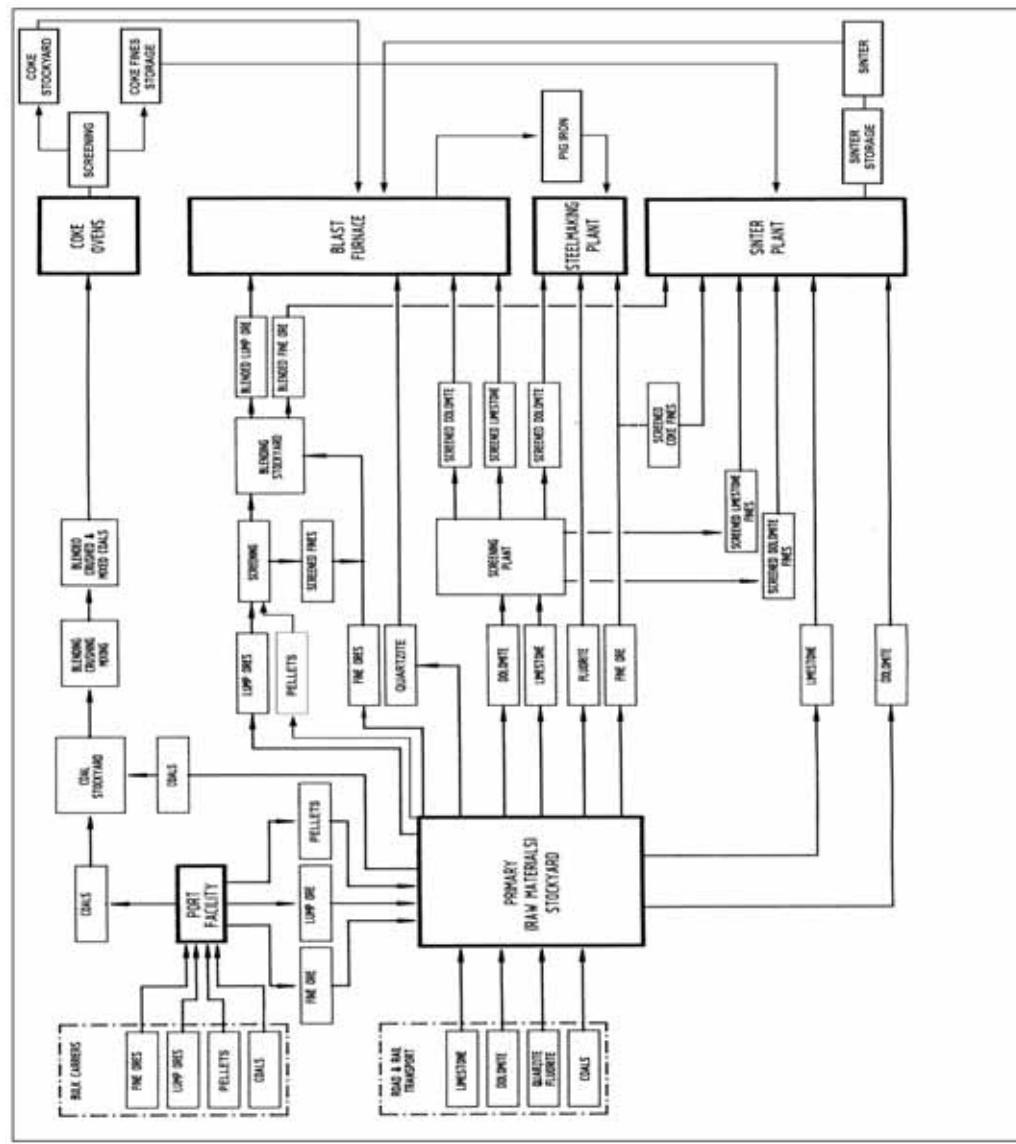 BULK CARRIERS
FINE ORES
LUMP ORES
PELLETS
COALS
ROAD & RAIL
TRANSPORT
LIMESTONE
DOLOMITE
QUARTZITE
FLUORITE
COALS
COALS
PORT
FACILITY
FINE ORE
LUMP ORE
PELLETS
PRIMARY
(RAW MATERIALS)
STOCKYARD
COAL
STOCKYARD
COALS
BLENDING
CRUSHING
MIXING
BLENDED
CRUSHED &
MIXED COALS
LUMP ORES
PELLETS
FINE ORES
QUARTZITE
DOLOMITE
LIMESTONE
FLUORITE
FINE ORE
LIMESTONE
DOLOMITE
SCREENING
SCREENED FINES
BLENDING
STOCKYARD
BLENDED LUMP ORE
BLENDED FINE ORE
SCREENING
PLANT
SCREENED DOLOMITE
SCREENED LIMESTONE
SCREENED DOLOMITE
SCREENED
COKE FINES
SCREENED LIMESTONE
FINES
SCREENED DOLOMITE
FINES
COKE
OVENS
BLAST
FURNACE
STEELMAKING
PLANT
SINTER
PLANT
SCREENING
COKE
STOCKYARD
COKE FINES
STORAGE
PIG IRON
SINTER
STORAGE
SINTER